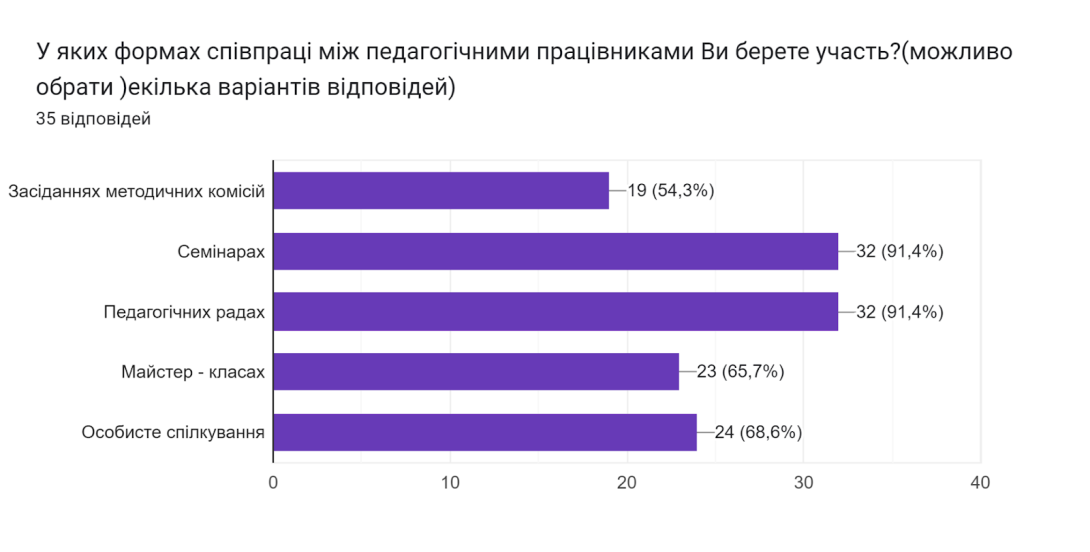 У яких формах співпраці між педагогічними працівниками Ви берете участь?(можливо
обрати )екілька варіантів відповідей)
35 відповідей
Засіданнях методичних комісій
19 (54,3%)
Семінарах
32 (91,4%)
Педагогічних радах
32 (91,4%)
Майстер - класах
23 (65,7%)
Особисте спілкування
24 (68,6%)
0 10 20 30 40